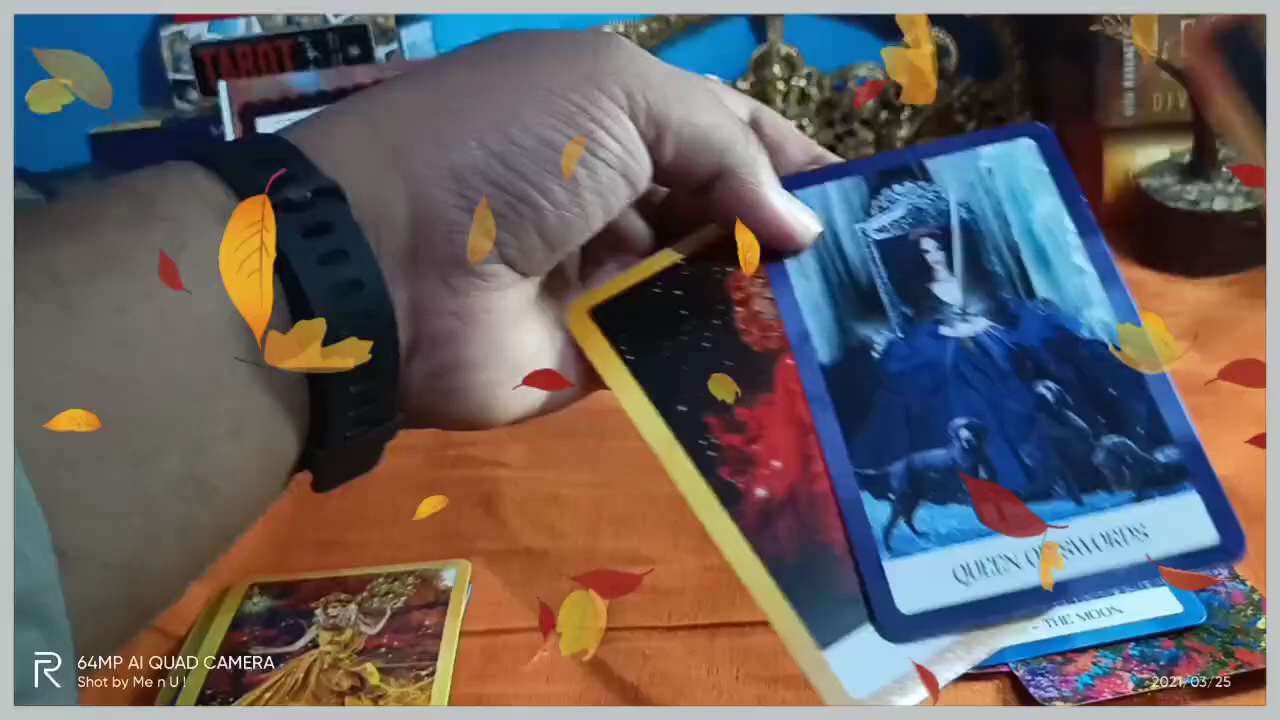 TAROT
QUEEN OF SWORDS
THE MOON
64MP AI QUAD CAMERA
Shot by Me n U !
2021/03/25